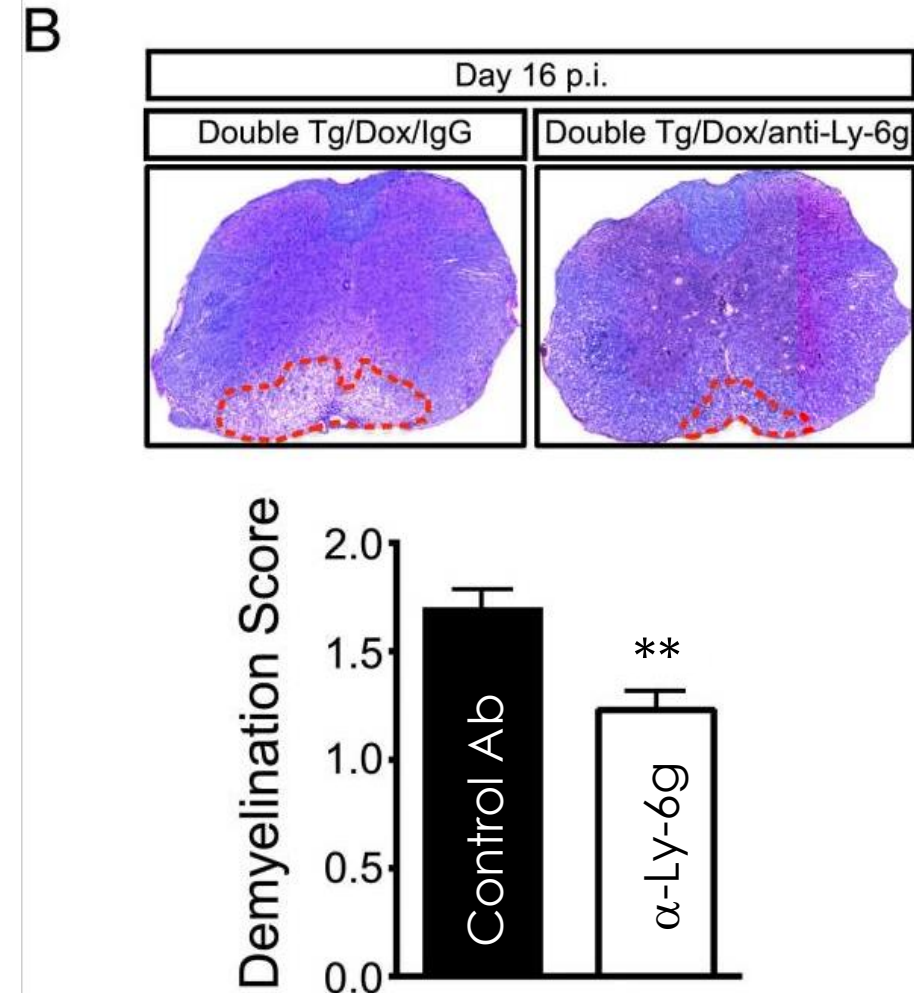 B
Day 16 p.i.
Double Tg/Dox/IgG
Double Tg/Dox/anti-Ly-6g
Demyelination Score
2.0
1.5
1.0
0.5
0.0
Control Ab
**
α-Ly-6g